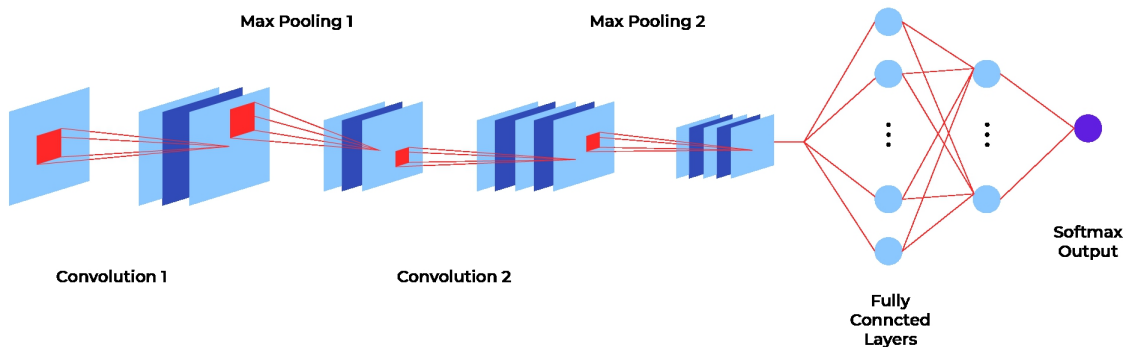 Max Pooling 1
Max Pooling 2
Convolution 1
Convolution 2
Fully
Conncted
Layers
Softmax
Output